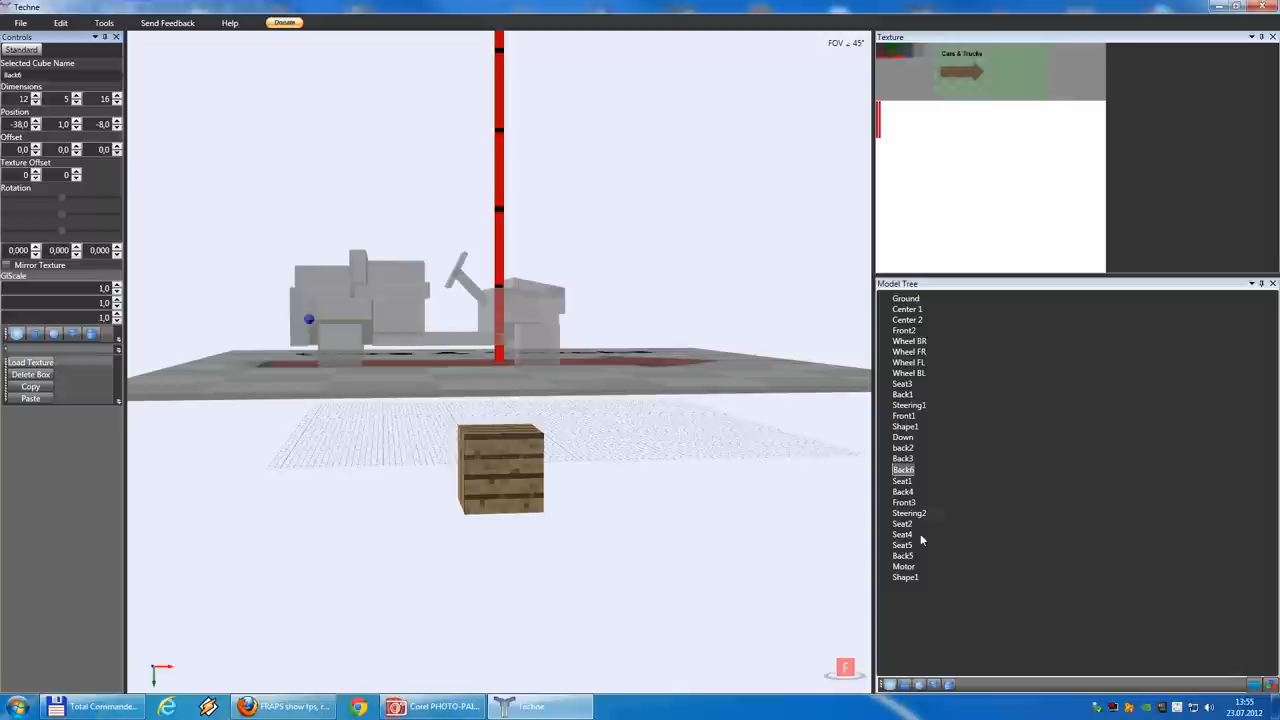 Techne
File Edit Tools Send Feedback Help Donate
Controls
Standard
Selected Cube Name
Back6
Dimensions
12 5 16
Position
-38,0 1,0 -8,0
Offset
0,0 0,0 0,0
Texture Offset
0 0
Rotation
0,000 0,000 0,000
Mirror Texture
GlScale
1,0
1,0
1,0
Load Texture
Delete Box
Copy
Paste
FOV ∠ 45°
F
Texture
Cars & Trucks
Model Tree
Ground
Center 1
Center 2
Front2
Wheel BR
Wheel FR
Wheel FL
Wheel BL
Seat3
Back1
Steering1
Front1
Shape1
Down
back2
Back3
Back6
Seat1
Back4
Front3
Steering2
Seat2
Seat4
Seat5
Back5
Motor
Shape1
Total Commande...
FRAPS show fps, r...
Corel PHOTO-PAI...
Techne
13:55
23.07.2012